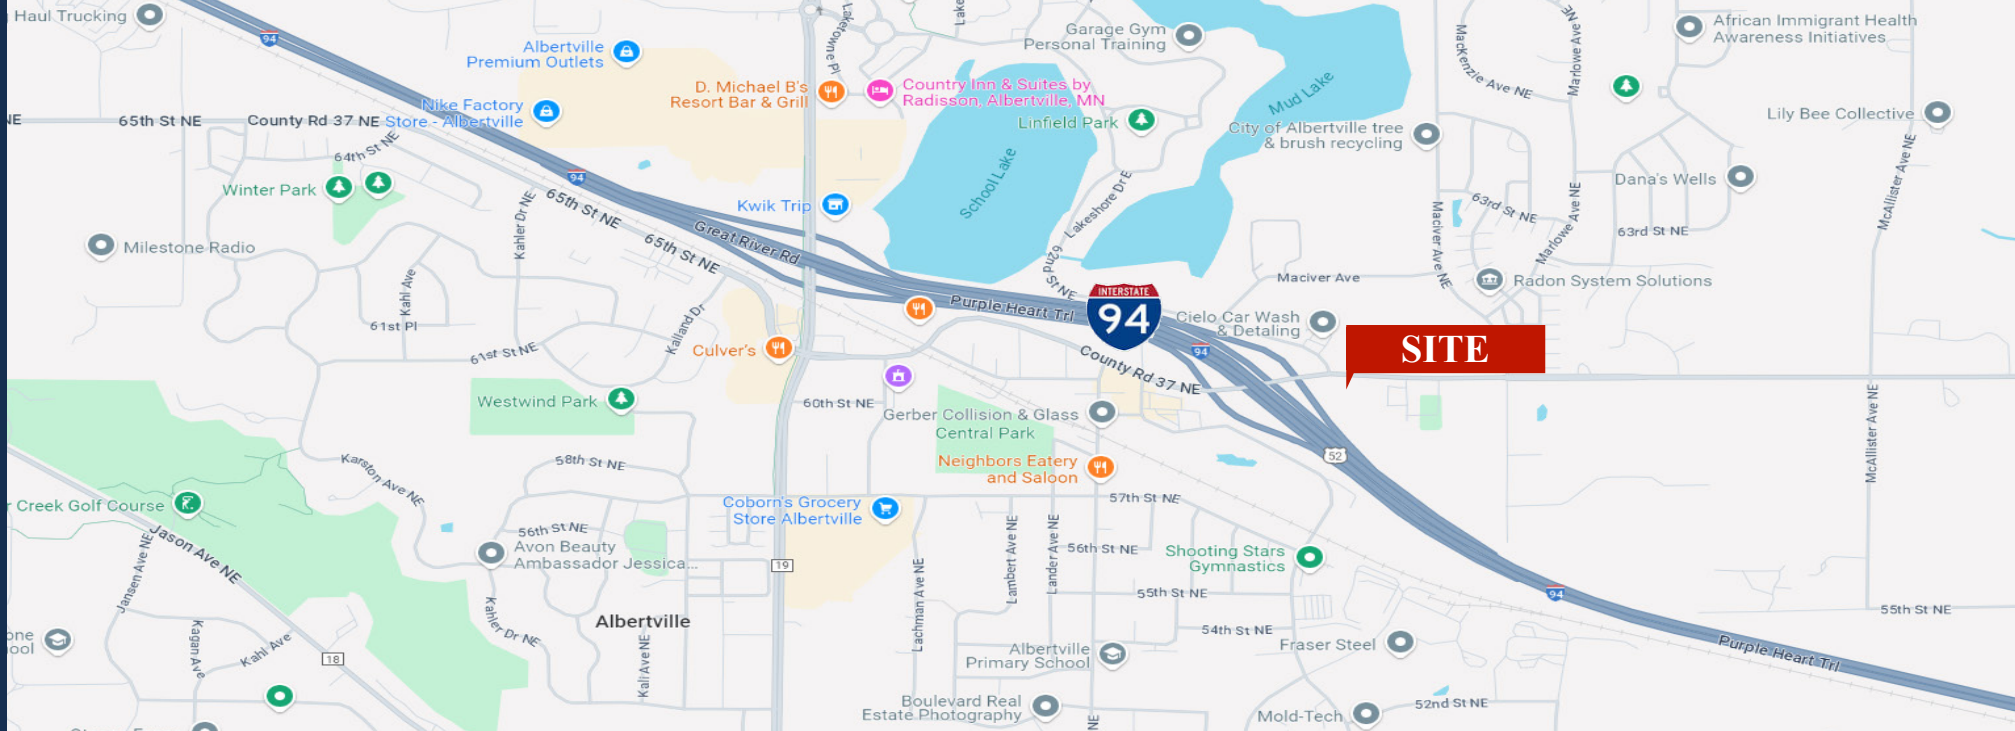 Haul Trucking
94
Albertville
Premium Outlets
Laketowne Pl
Lake
Garage Gym
Personal Training
MacKenzie Ave NE
Marlowe Ave NE
African Immigrant Health
Awareness Initiatives
D. Michael B's
Resort Bar & Grill
Country Inn & Suites by
Radisson, Albertville, MN
Mud Lake
Nike Factory
Store - Albertville
NE
65th St NE
County Rd 37 NE
Linfield Park
City of Albertville tree
& brush recycling
Lily Bee Collective
64th St NE
94
Winter Park
School Lake
Lakeshore Dr E
63rd St NE
Marlowe Ave NE
Dana's Wells
McAllister Ave NE
65th St NE
Kwik Trip
Great River Rd
63rd St NE
Milestone Radio
Kahler Dr NE
65th St NE
62nd St NE
Maciver Ave NE
Maciver Ave
Radon System Solutions
Kahl Ave
Purple Heart Trl
INTERSTATE
94
Cielo Car Wash
& Detaling
61st Pl
Kalland Dr
61st St NE
Culver's
County Rd 37 NE
94
SITE
Westwind Park
60th St NE
Gerber Collision & Glass
Central Park
McAllister Ave NE
58th St NE
Karston Ave NE
Neighbors Eatery
and Saloon
52
57th St NE
Creek Golf Course
Coborn's Grocery
Store Albertville
56th St NE
Avon Beauty
Ambassador Jessica...
Jason Ave NE
Jansen Ave NE
19
Lambert Ave NE
Lander Ave NE
56th St NE
Shooting Stars
Gymnastics
Lachman Ave NE
55th St NE
94
55th St NE
Albertville
Kahler Dr NE
54th St NE
Fraser Steel
Purple Heart Trl
Kagan Ave
Kahl Ave
18
Kali Ave NE
Albertville
Primary School
Boulevard Real
Estate Photography
NE
Mold-Tech
52nd St NE